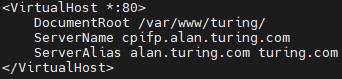 <VirtualHost *:80>
DocumentRoot /var/www/turing/
ServerName cpifp.alan.turing.com
ServerAlias alan.turing.com turing.com
</VirtualHost>